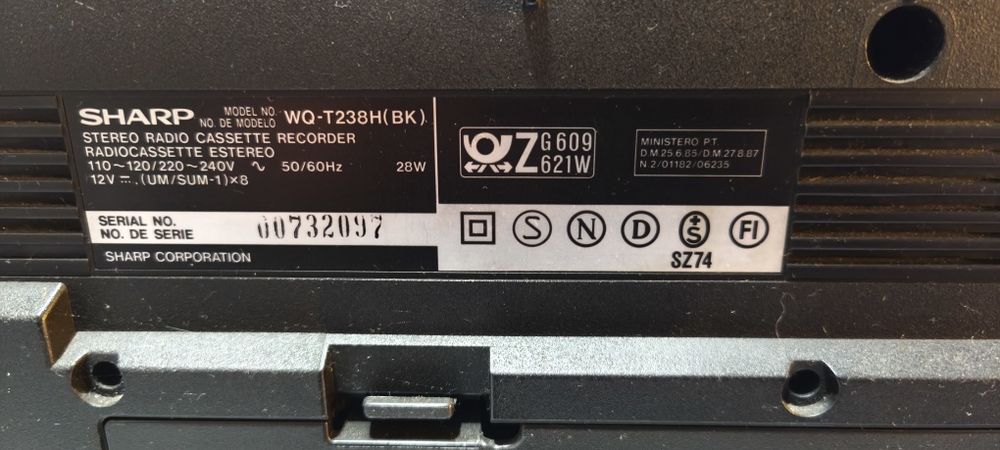 SHARP MODEL NO. NO. DE MODELO WQ-T238H(BK)
STEREO RADIO CASSETTE RECORDER
RADIOCASSETTE ESTEREO
110~120/220~240V ∿ 50/60Hz 28W
12V ⎓ (UM/SUM-1)×8
SERIAL NO.
NO. DE SERIE
00732097
SHARP CORPORATION
Z G609
621W
MINISTERO P.T.
D.M.25.6.85/D.M.27.8.87
N.2/01182/06235
S N D S FI
SZ74